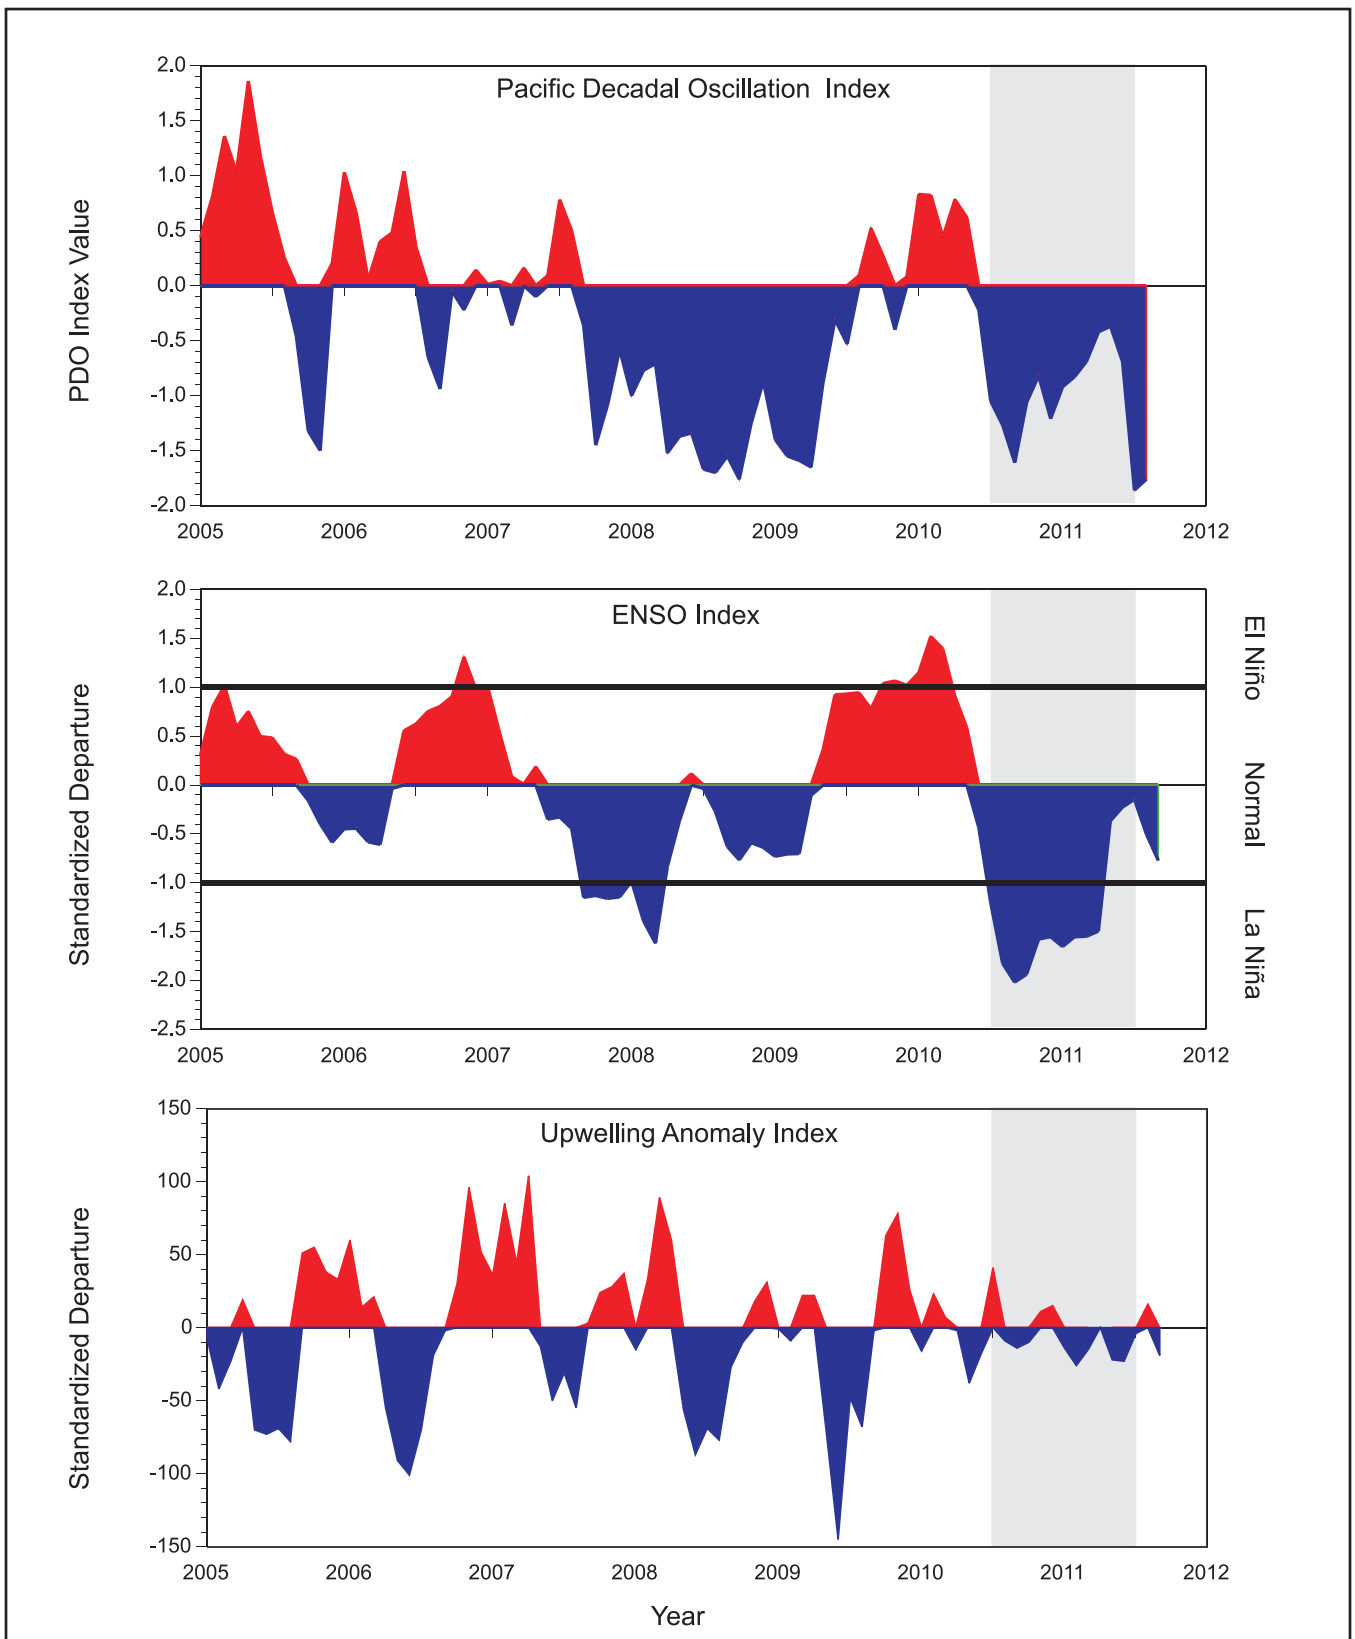 Pacific Decadal Oscillation Index
PDO Index Value
2.0
1.5
1.0
0.5
0.0
-0.5
-1.0
-1.5
-2.0
2005 2006 2007 2008 2009 2010 2011 2012
ENSO Index
Standardized Departure
2.0
1.5
1.0
0.5
0.0
-0.5
-1.0
-1.5
-2.0
-2.5
El Niño
Normal
La Niña
2005 2006 2007 2008 2009 2010 2011 2012
Upwelling Anomaly Index
Standardized Departure
150
100
50
0
-50
-100
-150
2005 2006 2007 2008 2009 2010 2011 2012
Year